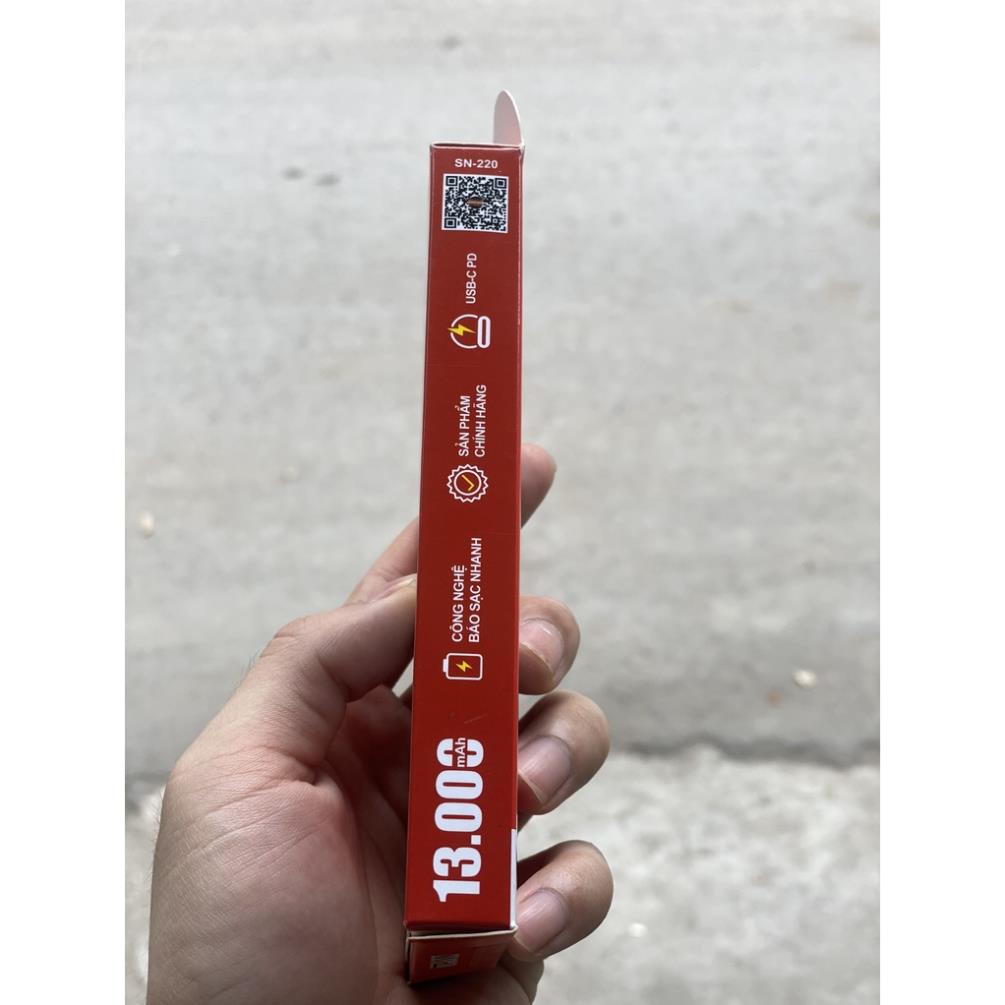 SN-220
USB-C PD
SẢN PHẨM
CHÍNH HÃNG
CÔNG NGHỆ
BÁO SẠC NHANH
13.000
mAh